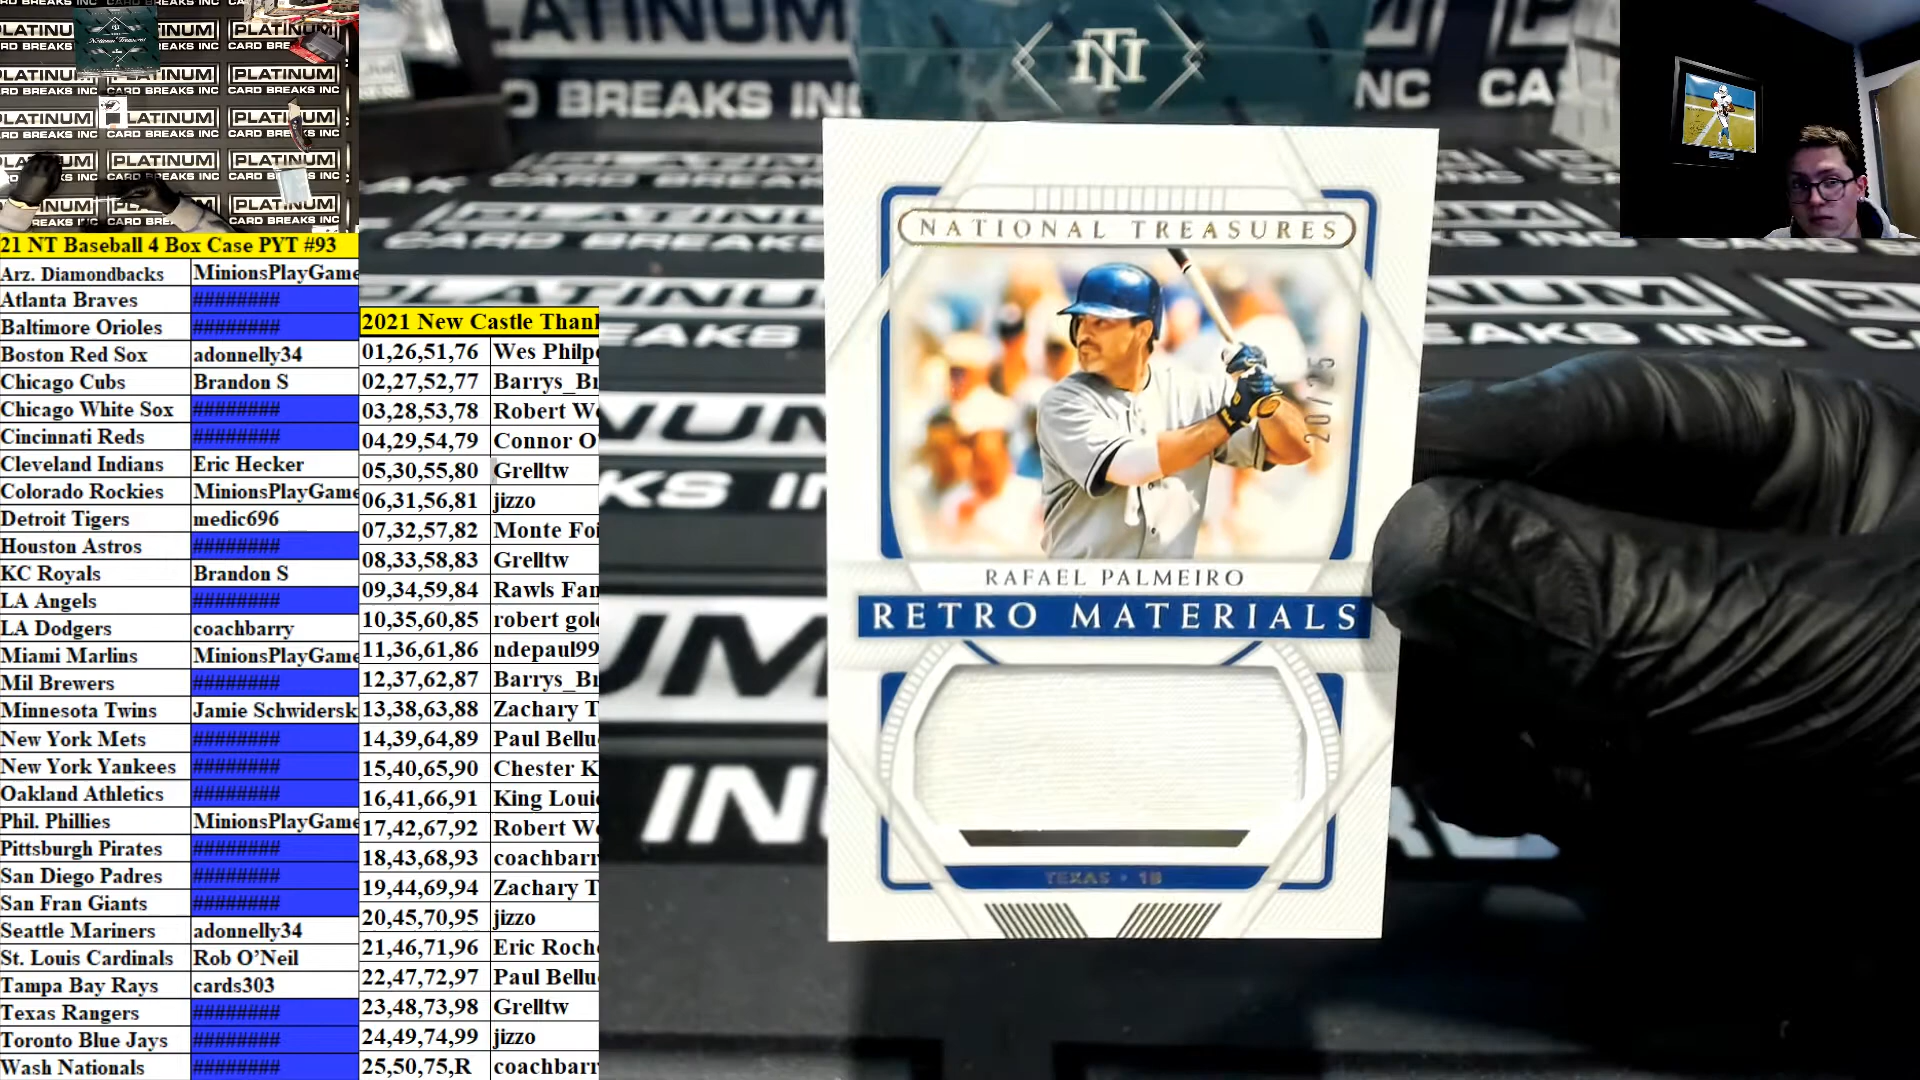 21 NT Baseball 4 Box Case PYT #93
Arz. Diamondbacks MinionsPlayGame
Atlanta Braves ########
Baltimore Orioles ########
Boston Red Sox adonnelly34
Chicago Cubs Brandon S
Chicago White Sox ########
Cincinnati Reds ########
Cleveland Indians Eric Hecker
Colorado Rockies MinionsPlayGame
Detroit Tigers medic696
Houston Astros ########
KC Royals Brandon S
LA Angels ########
LA Dodgers coachbarry
Miami Marlins MinionsPlayGame
Mil Brewers ########
Minnesota Twins Jamie Schwidersk
New York Mets ########
New York Yankees ########
Oakland Athletics ########
Phil. Phillies MinionsPlayGame
Pittsburgh Pirates ########
San Diego Padres ########
San Fran Giants ########
Seattle Mariners adonnelly34
St. Louis Cardinals Rob O’Neil
Tampa Bay Rays cards303
Texas Rangers ########
Toronto Blue Jays ########
Wash Nationals ########
2021 New Castle Than
01,26,51,76 Wes Philp
02,27,52,77 Barrys_B
03,28,53,78 Robert W
04,29,54,79 Connor O
05,30,55,80 Grelltw
06,31,56,81 jizzo
07,32,57,82 Monte Foi
08,33,58,83 Grelltw
09,34,59,84 Rawls Fan
10,35,60,85 robert gol
11,36,61,86 ndepaul99
12,37,62,87 Barrys_B
13,38,63,88 Zachary T
14,39,64,89 Paul Bellu
15,40,65,90 Chester K
16,41,66,91 King Loui
17,42,67,92 Robert W
18,43,68,93 coachbarr
19,44,69,94 Zachary T
20,45,70,95 jizzo
21,46,71,96 Eric Roch
22,47,72,97 Paul Bellu
23,48,73,98 Grelltw
24,49,74,99 jizzo
25,50,75,R coachbarr
NT
NATIONAL TREASURES
20/25
RAFAEL PALMEIRO
RETRO MATERIALS
TEXAS • 1B
PLATINUM
CARD BREAKS INC